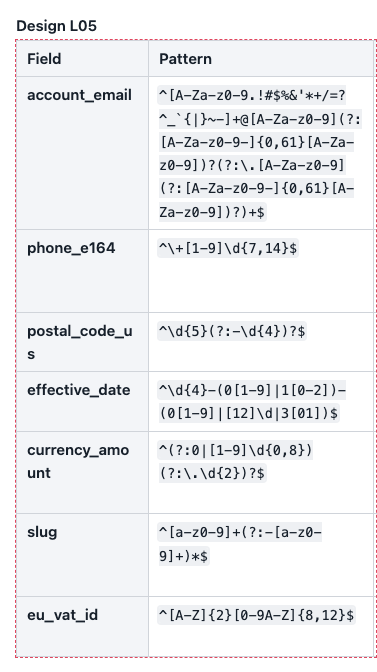 Design L05
Field Pattern
account_email ^[A-Za-z0-9.!#$%&'*+/=?
^_`{|}~-]+@[A-Za-z0-9](?:
[A-Za-z0-9-]{0,61}[A-Za-
z0-9])?(?:\.[A-Za-z0-9]
(?:[A-Za-z0-9-]{0,61}[A-
Za-z0-9])?)+$
phone_e164 ^\+[1-9]\d{7,14}$
postal_code_u ^\d{5}(?:-\d{4})?$
s
effective_date ^\d{4}-(0[1-9]|1[0-2])-
(0[1-9]|[12]\d|3[01])$
currency_amo ^(?:0|[1-9]\d{0,8})
unt (?:\.\d{2})?$
slug ^[a-z0-9]+(?:-[a-z0-
9]+)*$
eu_vat_id ^[A-Z]{2}[0-9A-Z]{8,12}$